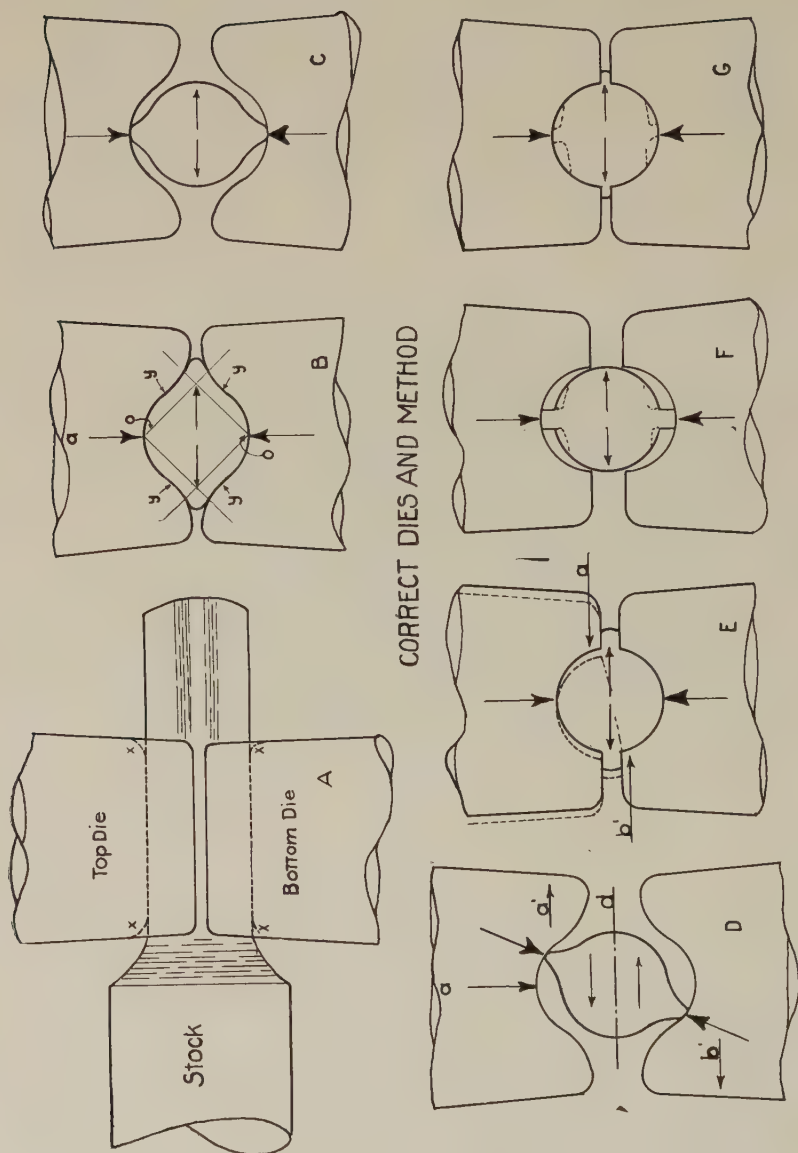 Stock
Top Die
Bottom Die
A
x
x
x
x
a
B
y
y
y
y
o
o
C
CORRECT DIES AND METHOD
D
a
a'
d
b'
E
a
b'
F
G